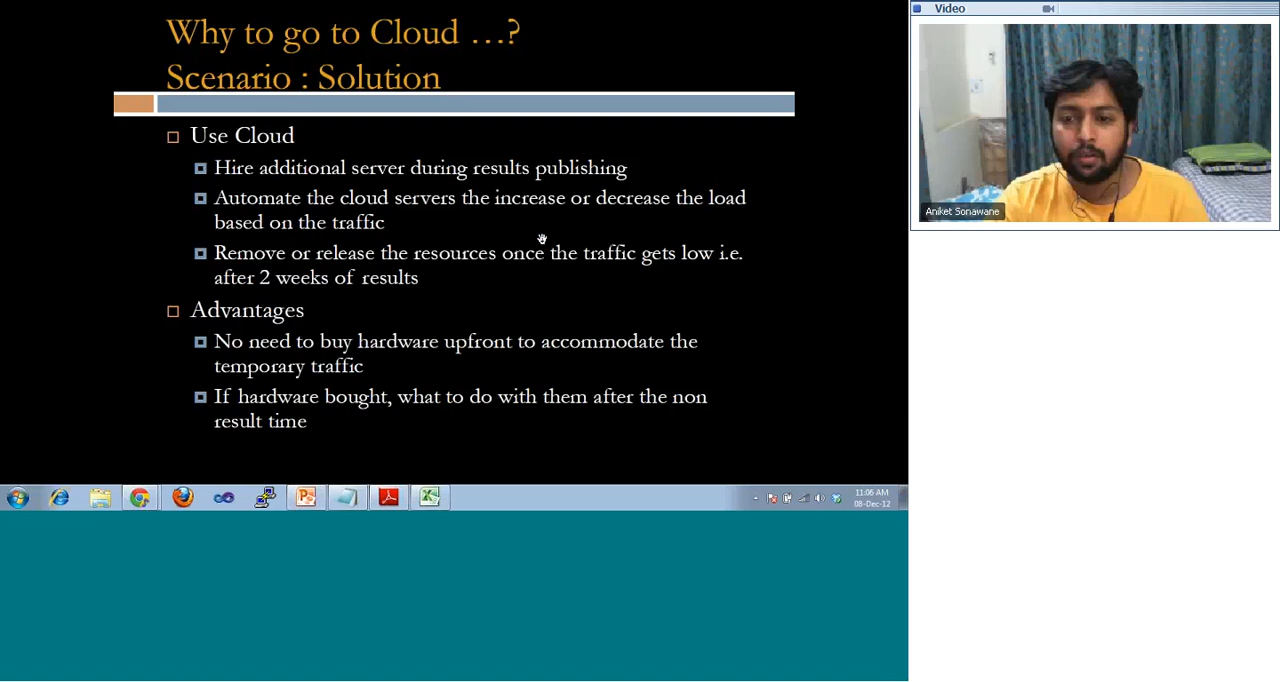 Why to go to Cloud ...?
Scenario : Solution
Use Cloud
Hire additional server during results publishing
Automate the cloud servers the increase or decrease the load
based on the traffic
Remove or release the resources once the traffic gets low i.e.
after 2 weeks of results
Advantages
No need to buy hardware upfront to accommodate the
temporary traffic
If hardware bought, what to do with them after the non
result time
11:06 AM
08-Dec-12
Video
Aniket Sonawane